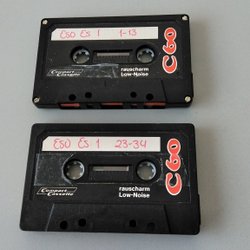 ESO Es 1 1-13
C60
Compact
Cassette
rauscharm
Low-Noise
ESO Es 1 23-34
C60
Compact
Cassette
rauscharm
Low-Noise